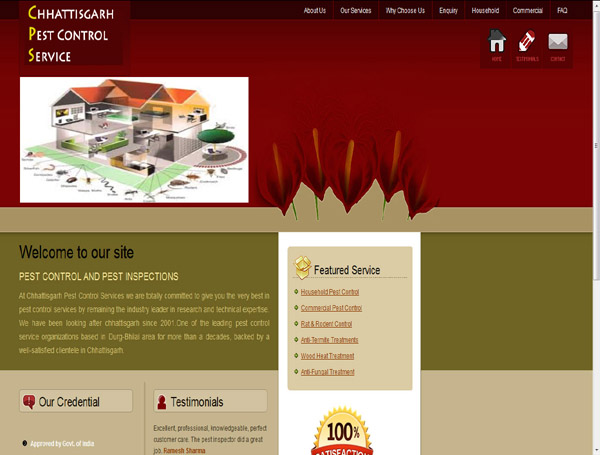 Chhattisgarh
Pest Control
Service
About Us Our Services Why Choose Us Enquiry Household Commercial FAQ
HOME TESTIMONIALS CONTACT
Welcome to our site
PEST CONTROL AND PEST INSPECTIONS
At Chhattisgarh Pest Control Services we are totally committed to give you the very best in
pest control services by remaining the industry leader in research and technical expertise.
We have been looking after chhattisgarh since 2001.One of the leading pest control
service organizations based in Durg-Bhilai area for more than a decades, backed by a
well-satisfied clientele in Chhattisgarh.
Featured Service
Household Pest Control
Commercial Pest Control
Rat & Rodent Control
Anti-Termite Treatments
Wood Heat Treatment
Anti-Fungal Treatment
Our Credential
Approved by Govt. of India
Testimonials
Excellent, professional, knowledgeable, perfect
customer care. The pest inspector did a great
job. Ramesh Sharma
100%